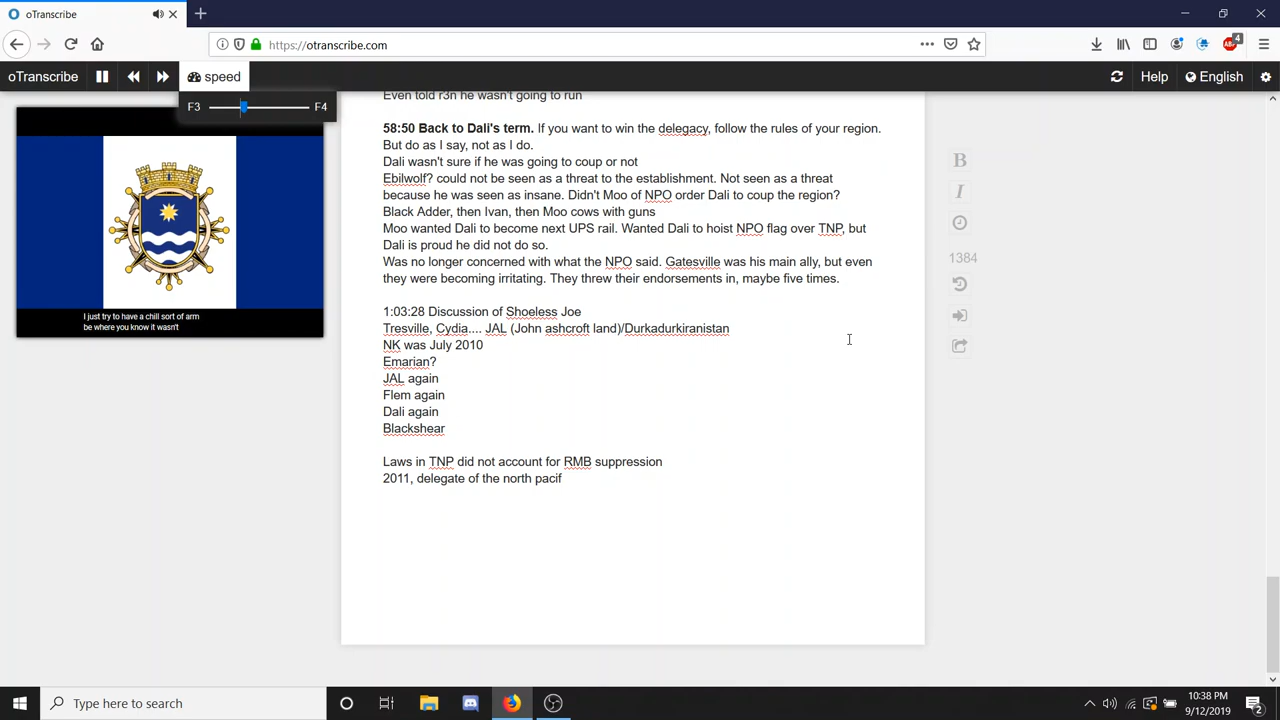 oTranscribe
https://otranscribe.com
4
oTranscribe
speed
Help
English
F3
F4
Even told r3n he wasn't going to run
58:50 Back to Dali's term. If you want to win the delegacy, follow the rules of your region.
But do as I say, not as I do.
Dali wasn't sure if he was going to coup or not
Ebilwolf? could not be seen as a threat to the establishment. Not seen as a threat
because he was seen as insane. Didn't Moo of NPO order Dali to coup the region?
Black Adder, then Ivan, then Moo cows with guns
Moo wanted Dali to become next UPS rail. Wanted Dali to hoist NPO flag over TNP, but
Dali is proud he did not do so.
Was no longer concerned with what the NPO said. Gatesville was his main ally, but even
they were becoming irritating. They threw their endorsements in, maybe five times.
1:03:28 Discussion of Shoeless Joe
Tresville, Cydia.... JAL (John ashcroft land)/Durkadurkiranistan
NK was July 2010
Emarian?
JAL again
Flem again
Dali again
Blackshear
Laws in TNP did not account for RMB suppression
2011, delegate of the north pacif
I just try to have a chill sort of arm
be where you know it wasn't
B
I
1384
Type here to search
10:38 PM
9/12/2019
2